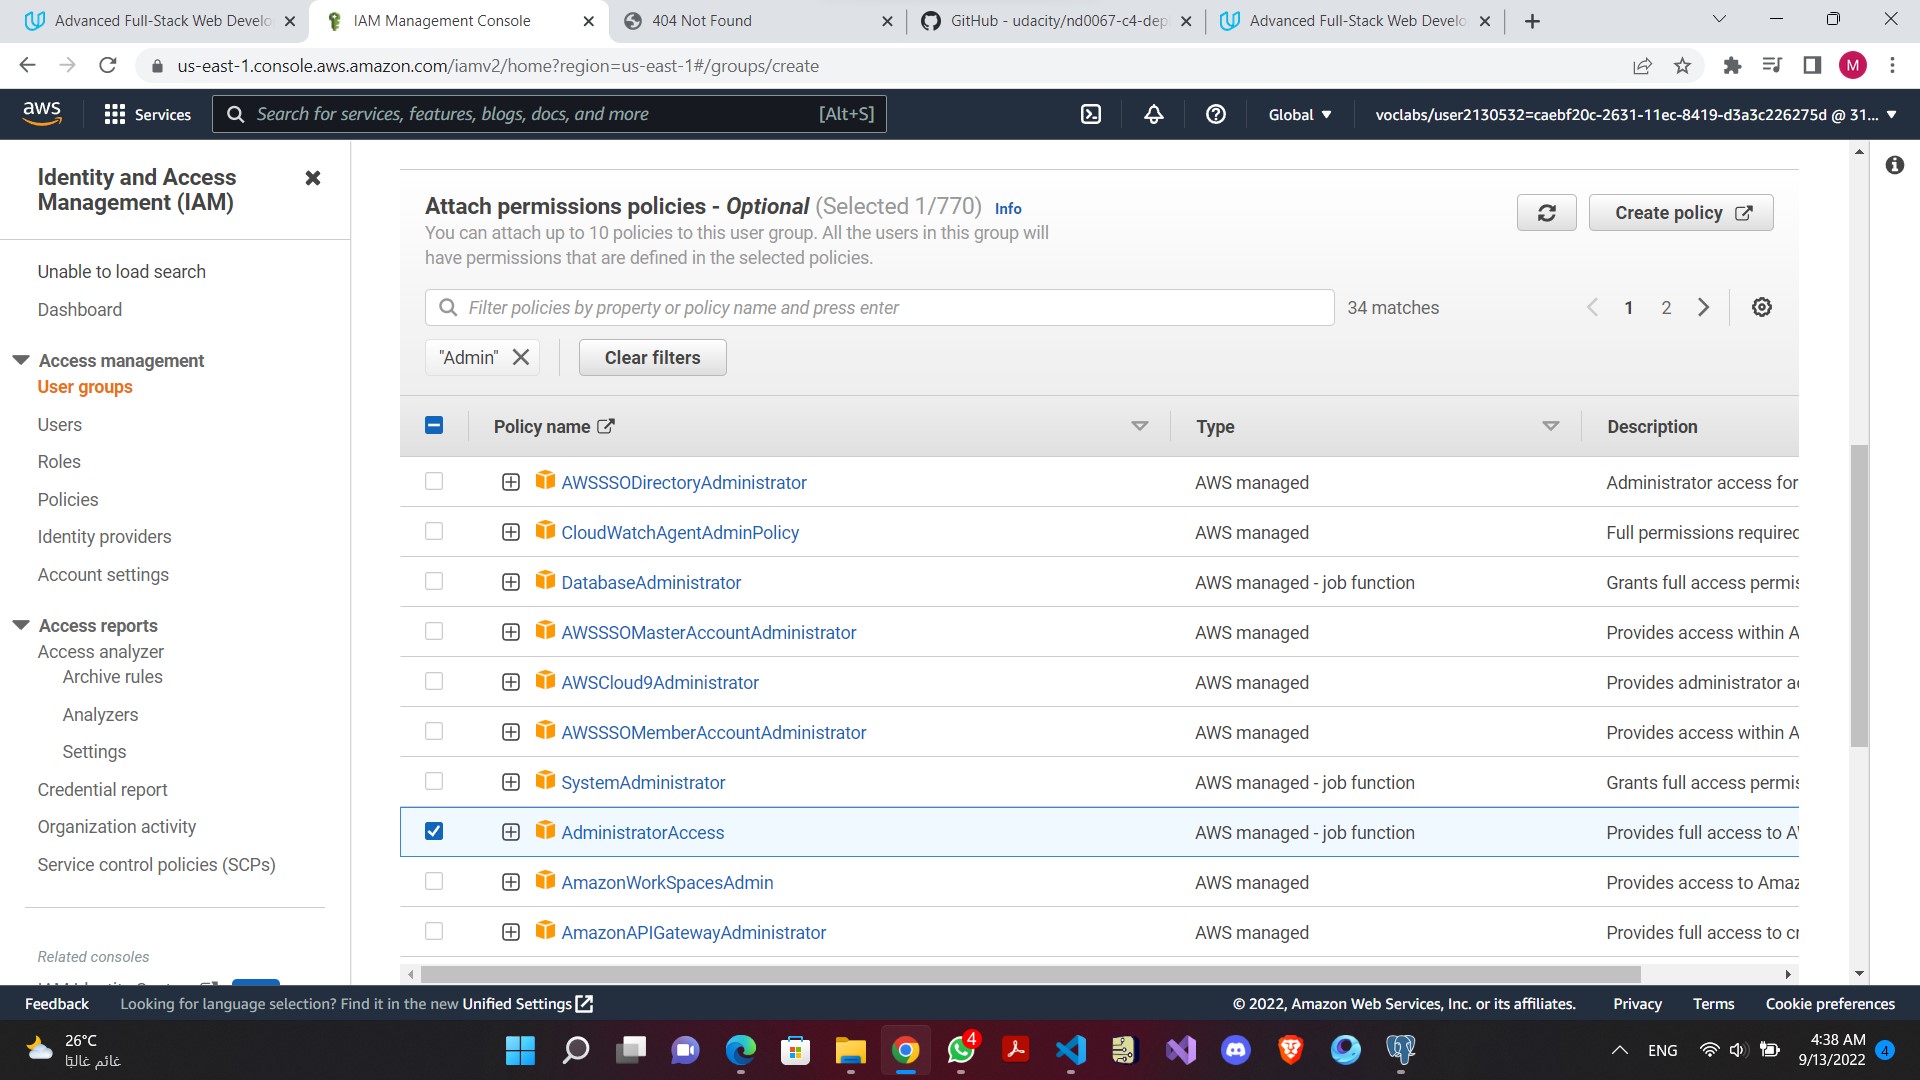 Advanced Full-Stack Web Develo
IAM Management Console
404 Not Found
GitHub - udacity/nd0067-c4-dep
Advanced Full-Stack Web Develo
us-east-1.console.aws.amazon.com/iamv2/home?region=us-east-1#/groups/create
M
aws
Services
Search for services, features, blogs, docs, and more
[Alt+S]
Global
voclabs/user2130532=caebf20c-2631-11ec-8419-d3a3c226275d @ 31...
Identity and Access
Management (IAM)
Unable to load search
Dashboard
Access management
User groups
Users
Roles
Policies
Identity providers
Account settings
Access reports
Access analyzer
Archive rules
Analyzers
Settings
Credential report
Organization activity
Service control policies (SCPs)
Related consoles
Attach permissions policies - Optional (Selected 1/770) Info
You can attach up to 10 policies to this user group. All the users in this group will
have permissions that are defined in the selected policies.
Create policy
Filter policies by property or policy name and press enter
34 matches
1 2
"Admin"
Clear filters
Policy name Type Description
AWSSSODirectoryAdministrator AWS managed Administrator access for
CloudWatchAgentAdminPolicy AWS managed Full permissions required
DatabaseAdministrator AWS managed - job function Grants full access permis
AWSSSOMasterAccountAdministrator AWS managed Provides access within A
AWSCloud9Administrator AWS managed Provides administrator a
AWSSSOMemberAccountAdministrator AWS managed Provides access within A
SystemAdministrator AWS managed - job function Grants full access permis
AdministratorAccess AWS managed - job function Provides full access to A
AmazonWorkSpacesAdmin AWS managed Provides access to Amaz
AmazonAPIGatewayAdministrator AWS managed Provides full access to cr
Feedback
Looking for language selection? Find it in the new Unified Settings
© 2022, Amazon Web Services, Inc. or its affiliates.
Privacy
Terms
Cookie preferences
26°C
غائم غالبًا
4
ENG
4:38 AM
9/13/2022
4